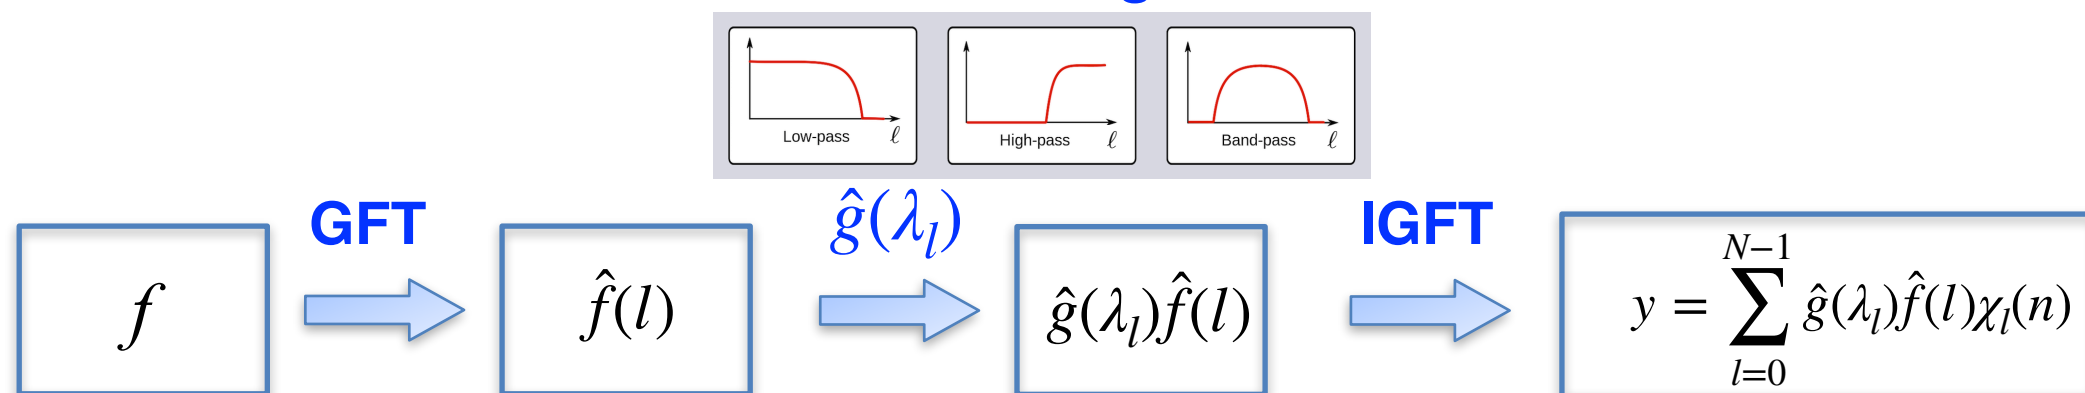 Low-pass ℓ
High-pass ℓ
Band-pass ℓ
GFT
ĝ(λ_l)
IGFT
f
f̂(l)
ĝ(λ_l)f̂(l)
y = ∑_{l=0}^{N−1} ĝ(λ_l)f̂(l)χ_l(n)